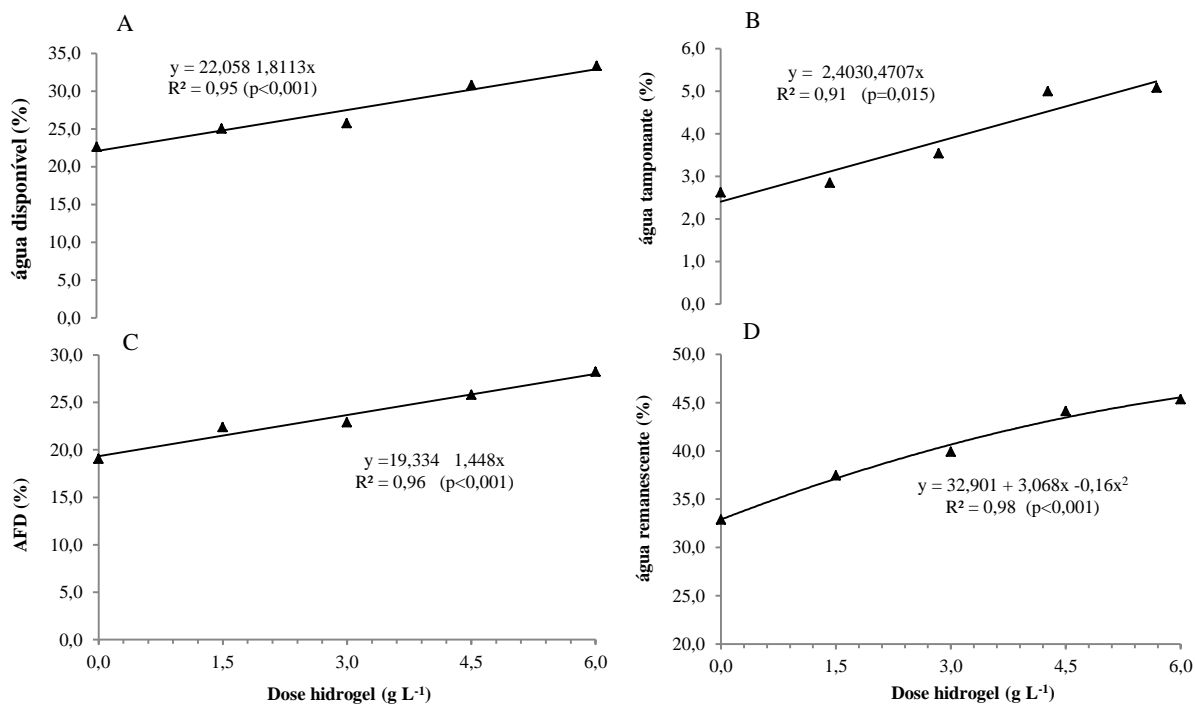 A
35,0
30,0
25,0
20,0
15,0
10,0
5,0
0,0
água disponível (%)
y = 22,058 1,8113x
R² = 0,95 (p<0,001)
B
6,0
5,0
4,0
3,0
2,0
1,0
0,0
água tamponante (%)
y = 2,4030,4707x
R² = 0,91 (p=0,015)
C
30,0
25,0
20,0
15,0
10,0
5,0
0,0
AFD (%)
y =19,334 1,448x
R² = 0,96 (p<0,001)
0,0 1,5 3,0 4,5 6,0
Dose hidrogel (g L⁻¹)
D
50,0
45,0
40,0
35,0
30,0
25,0
20,0
água remanescente (%)
y = 32,901 + 3,068x -0,16x²
R² = 0,98 (p<0,001)
0,0 1,5 3,0 4,5 6,0
Dose hidrogel (g L⁻¹)